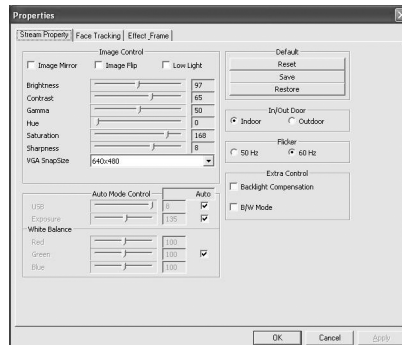 Properties
Stream Property Face Tracking Effect_Frame
Image Control
Image Mirror Image Flip Low Light
Brightness 97
Contrast 65
Gamma 50
Hue 0
Saturation 168
Sharpness 8
VGA SnapSize 640x480
Auto Mode Control Auto
USB 8
Exposure 135
White Balance
Red 100
Green 100
Blue 100
Default
Reset
Save
Restore
In/Out Door
Indoor Outdoor
Flicker
50 Hz 60 Hz
Extra Control
Backlight Compensation
B/W Mode
OK Cancel Apply